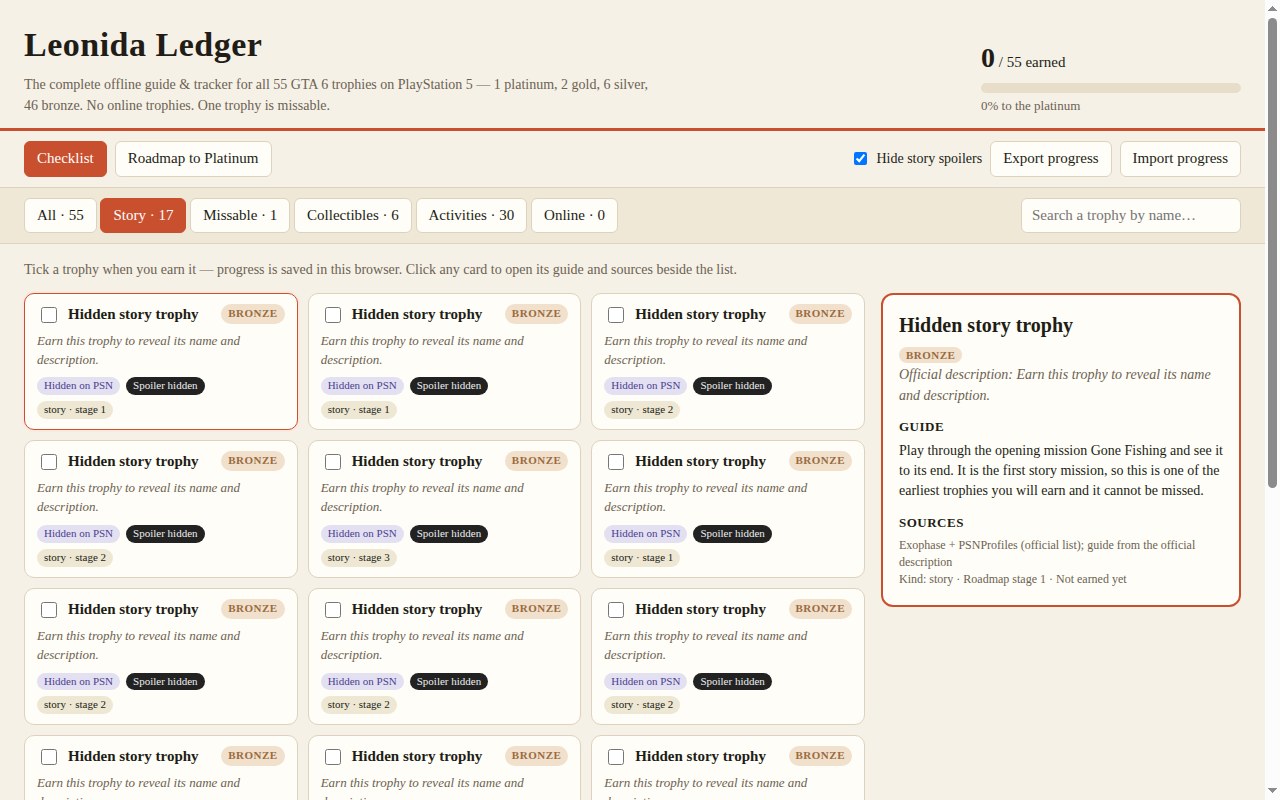 Leonida Ledger
The complete offline guide & tracker for all 55 GTA 6 trophies on PlayStation 5 — 1 platinum, 2 gold, 6 silver,
46 bronze. No online trophies. One trophy is missable.
0 / 55 earned
0% to the platinum
Checklist
Roadmap to Platinum
Hide story spoilers
Export progress
Import progress
All · 55
Story · 17
Missable · 1
Collectibles · 6
Activities · 30
Online · 0
Search a trophy by name…
Tick a trophy when you earn it — progress is saved in this browser. Click any card to open its guide and sources beside the list.
Hidden story trophy
BRONZE
Earn this trophy to reveal its name and
description.
Hidden on PSN
Spoiler hidden
story · stage 1
Hidden story trophy
BRONZE
Earn this trophy to reveal its name and
description.
Hidden on PSN
Spoiler hidden
story · stage 1
Hidden story trophy
BRONZE
Earn this trophy to reveal its name and
description.
Hidden on PSN
Spoiler hidden
story · stage 2
Hidden story trophy
BRONZE
Earn this trophy to reveal its name and
description.
Hidden on PSN
Spoiler hidden
story · stage 2
Hidden story trophy
BRONZE
Earn this trophy to reveal its name and
description.
Hidden on PSN
Spoiler hidden
story · stage 3
Hidden story trophy
BRONZE
Earn this trophy to reveal its name and
description.
Hidden on PSN
Spoiler hidden
story · stage 1
Hidden story trophy
BRONZE
Earn this trophy to reveal its name and
description.
Hidden on PSN
Spoiler hidden
story · stage 2
Hidden story trophy
BRONZE
Earn this trophy to reveal its name and
description.
Hidden on PSN
Spoiler hidden
story · stage 2
Hidden story trophy
BRONZE
Earn this trophy to reveal its name and
description.
Hidden on PSN
Spoiler hidden
story · stage 2
Hidden story trophy
BRONZE
Earn this trophy to reveal its name and
Hidden story trophy
BRONZE
Earn this trophy to reveal its name and
Hidden story trophy
BRONZE
Earn this trophy to reveal its name and
Hidden story trophy
BRONZE
Official description: Earn this trophy to reveal its name
and description.
GUIDE
Play through the opening mission Gone Fishing and see it
to its end. It is the first story mission, so this is one of the
earliest trophies you will earn and it cannot be missed.
SOURCES
Exophase + PSNProfiles (official list); guide from the official
description
Kind: story · Roadmap stage 1 · Not earned yet